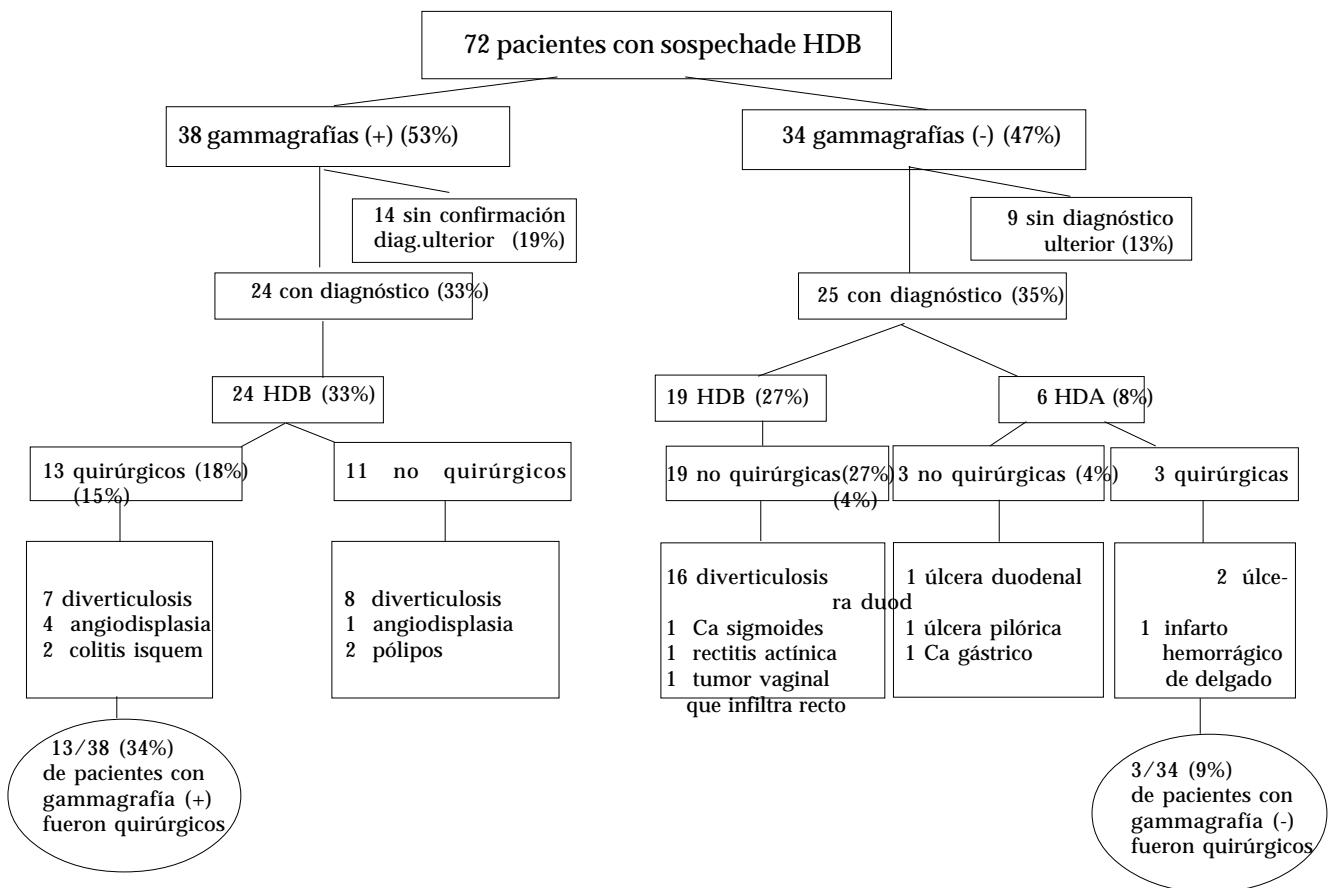 72 pacientes con sospechade HDB
38 gammagrafías (+) (53%)
34 gammagrafías (-) (47%)
14 sin confirmación
diag.ulterior (19%)
9 sin diagnóstico
ulterior (13%)
24 con diagnóstico (33%)
25 con diagnóstico (35%)
24 HDB (33%)
19 HDB (27%)
6 HDA (8%)
13 quirúrgicos (18%)
(15%)
11 no quirúrgicos
19 no quirúrgicas(27%)
(4%)
3 no quirúrgicas (4%)
3 quirúrgicas
7 diverticulosis
4 angiodisplasia
2 colitis isquem
8 diverticulosis
1 angiodisplasia
2 pólipos
16 diverticulosis
1 Ca sigmoides
1 rectitis actínica
1 tumor vaginal
que infiltra recto
1 úlcera duodenal
1 úlcera pilórica
1 Ca gástrico
2 úlce-
ra duod
1 infarto
hemorrágico
de delgado
13/38 (34%)
de pacientes con
gammagrafía (+)
fueron quirúrgicos
3/34 (9%)
de pacientes con
gammagrafía (-)
fueron quirúrgicos